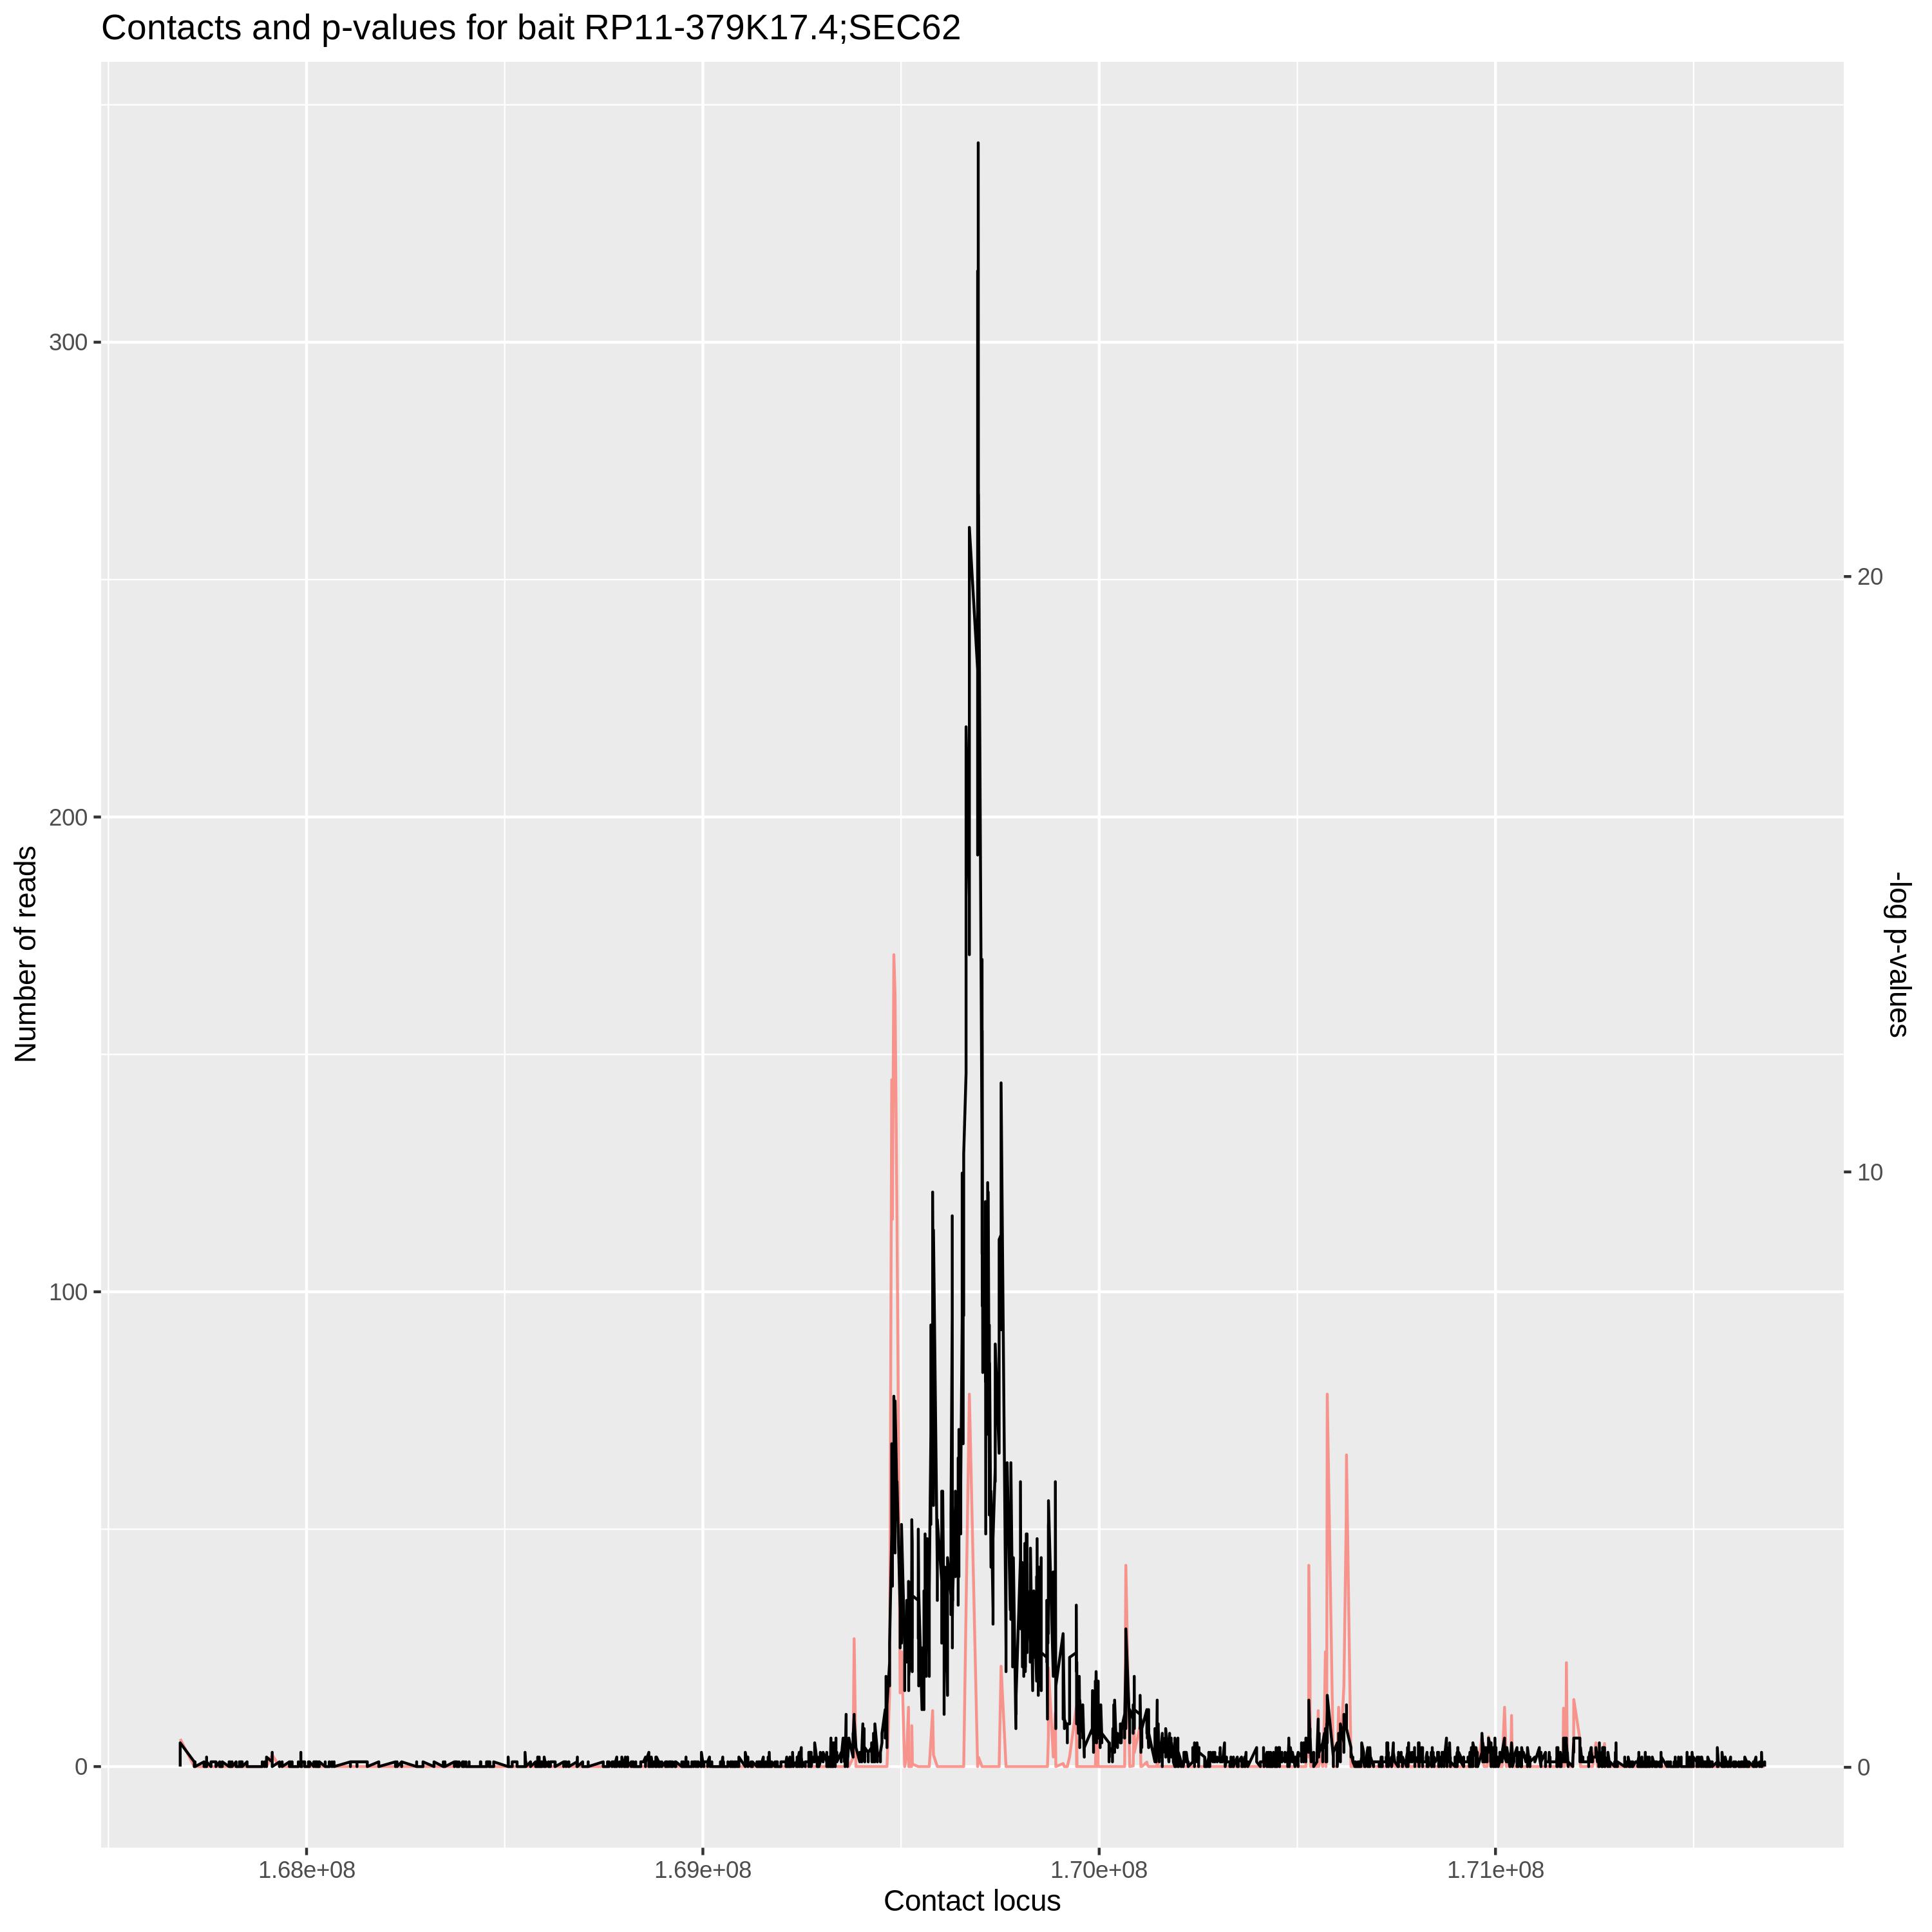 Contacts and p-values for bait RP11-379K17.4;SEC62
300
200
100
0
Number of reads
20
10
0
-log p-values
1.68e+08
1.69e+08
1.70e+08
1.71e+08
Contact locus